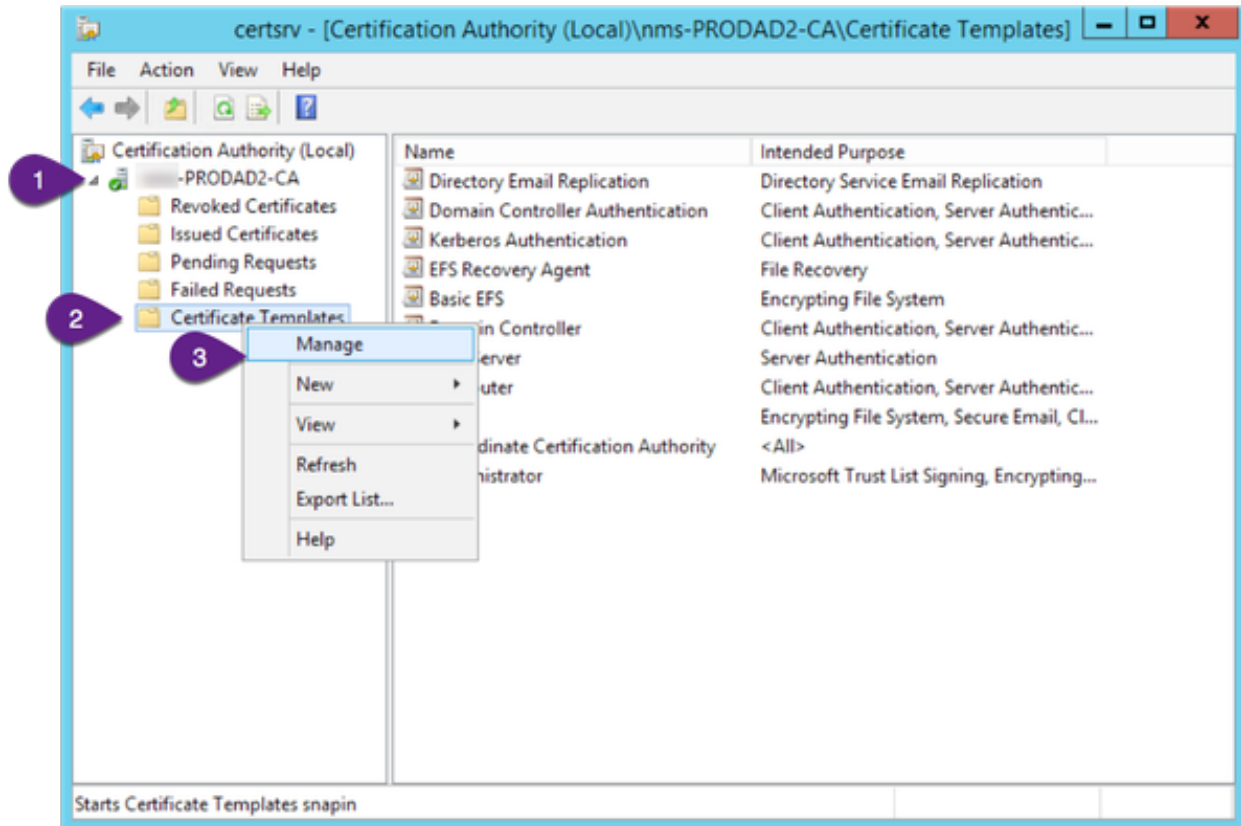 certsrv - [Certification Authority (Local)\nms-PRODAD2-CA\Certificate Templates]
File Action View Help
Certification Authority (Local)
1
-PRODAD2-CA
Revoked Certificates
Issued Certificates
Pending Requests
Failed Requests
2
Certificate Templates
3
Manage
New
View
Refresh
Export List...
Help
Name Intended Purpose
Directory Email Replication Directory Service Email Replication
Domain Controller Authentication Client Authentication, Server Authentic...
Kerberos Authentication Client Authentication, Server Authentic...
EFS Recovery Agent File Recovery
Basic EFS Encrypting File System
in Controller Client Authentication, Server Authentic...
erver Server Authentication
uter Client Authentication, Server Authentic...
Encrypting File System, Secure Email, Cl...
dinate Certification Authority <All>
nistrator Microsoft Trust List Signing, Encrypting...
Starts Certificate Templates snapin